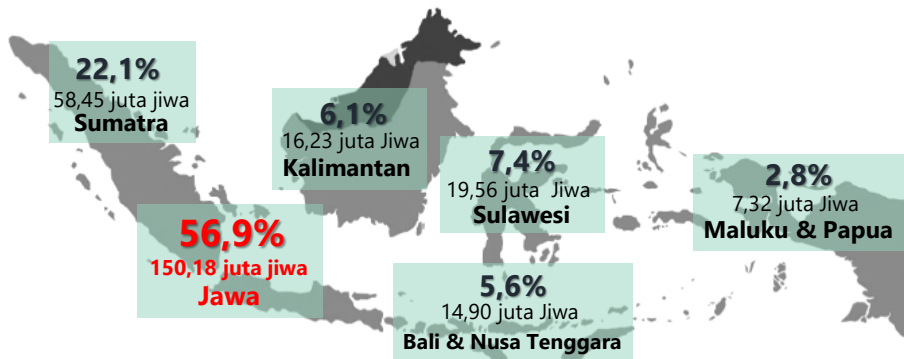 22,1%
58,45 juta jiwa
Sumatra
6,1%
16,23 juta Jiwa
Kalimantan
7,4%
19,56 juta Jiwa
Sulawesi
2,8%
7,32 juta Jiwa
Maluku & Papua
56,9%
150,18 juta jiwa
Jawa
5,6%
14,90 juta Jiwa
Bali & Nusa Tenggara